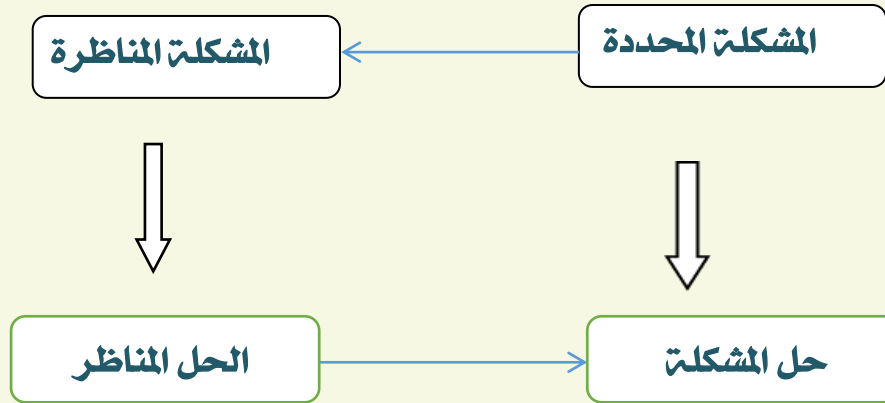 المشكلة المحددة
المشكلة المناظرة
حل المشكلة
الحل المناظر